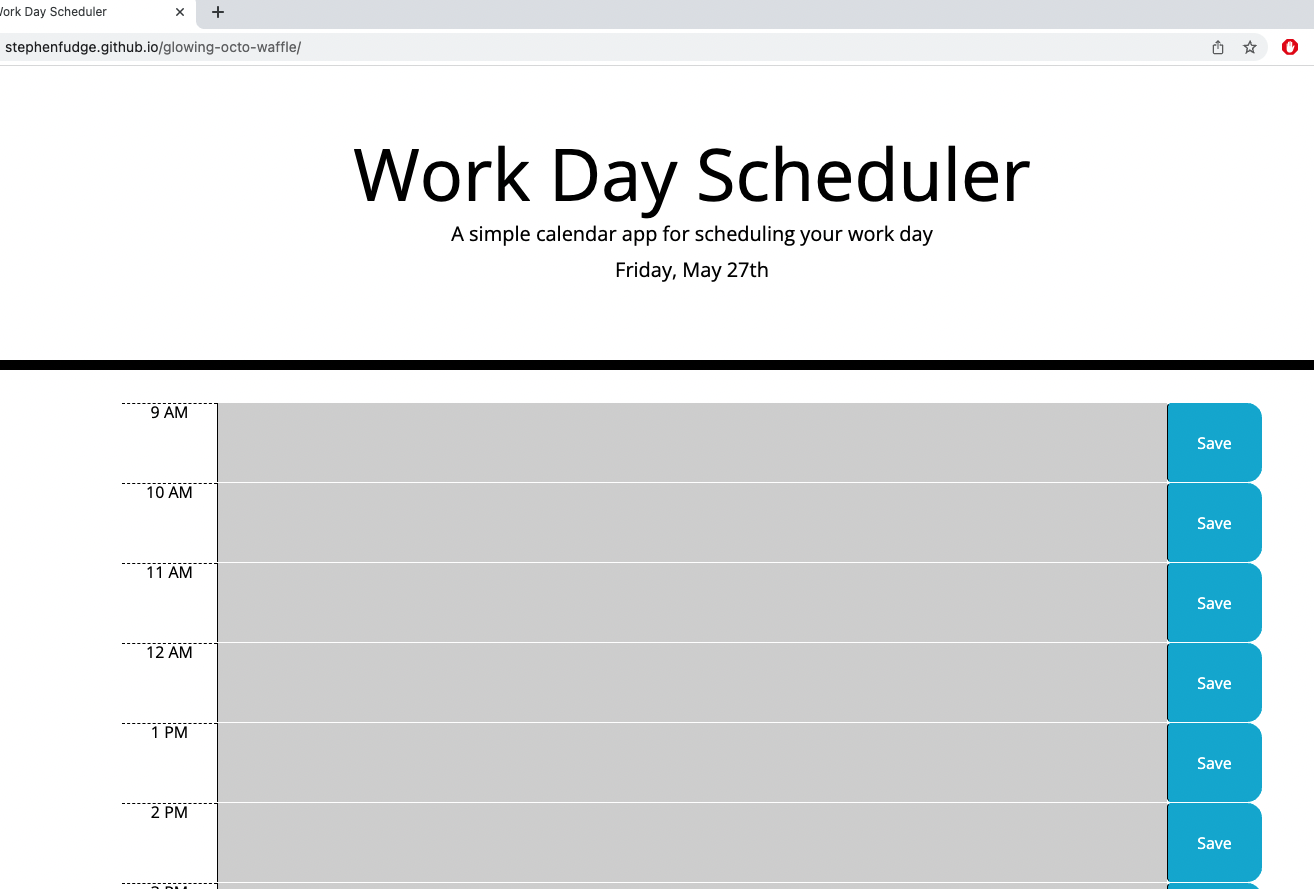 Work Day Scheduler
stephenfudge.github.io/glowing-octo-waffle/
Work Day Scheduler
A simple calendar app for scheduling your work day
Friday, May 27th
9 AM
Save
10 AM
Save
11 AM
Save
12 AM
Save
1 PM
Save
2 PM
Save